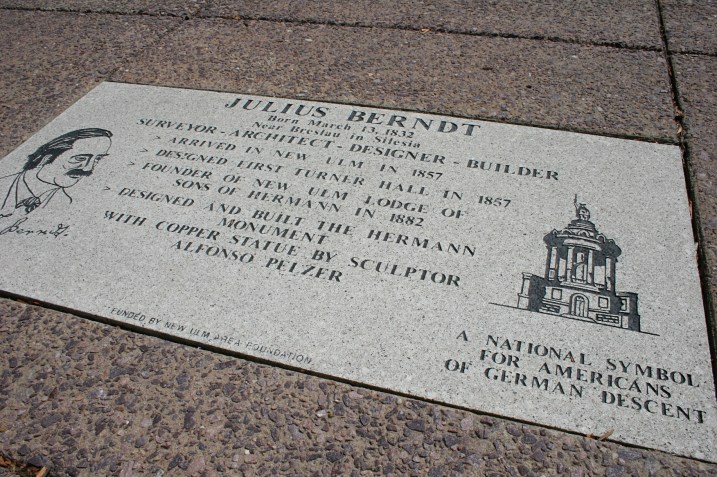 JULIUS BERNDT
Born March 13, 1832
Near Breslau in Silesia
SURVEYOR - ARCHITECT - DESIGNER - BUILDER
> ARRIVED IN NEW ULM IN 1857
> DESIGNED FIRST TURNER HALL IN 1857
> FOUNDER OF NEW ULM LODGE OF
SONS OF HERMANN IN 1882
> DESIGNED AND BUILT THE HERMANN
MONUMENT
WITH COPPER STATUE BY SCULPTOR
ALFONSO PELZER
J Berndt.
FUNDED BY NEW ULM AREA FOUNDATION
A NATIONAL SYMBOL
FOR AMERICANS
OF GERMAN DESCENT